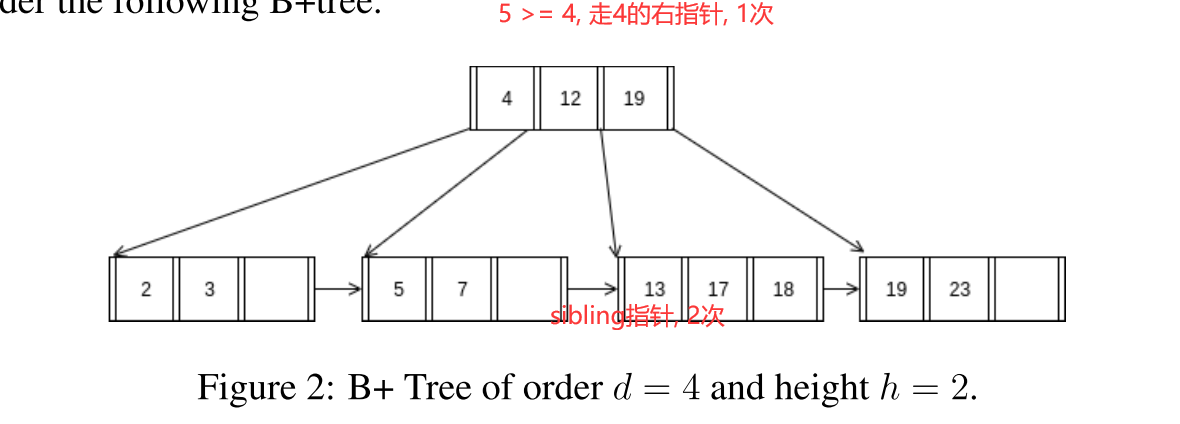 der the following B+tree.
5 >= 4, 走4的右指针, 1次
4 12 19
2 3 5 7 13 17 18 19 23
sibling指针, 2次
Figure 2: B+ Tree of order d = 4 and height h = 2.